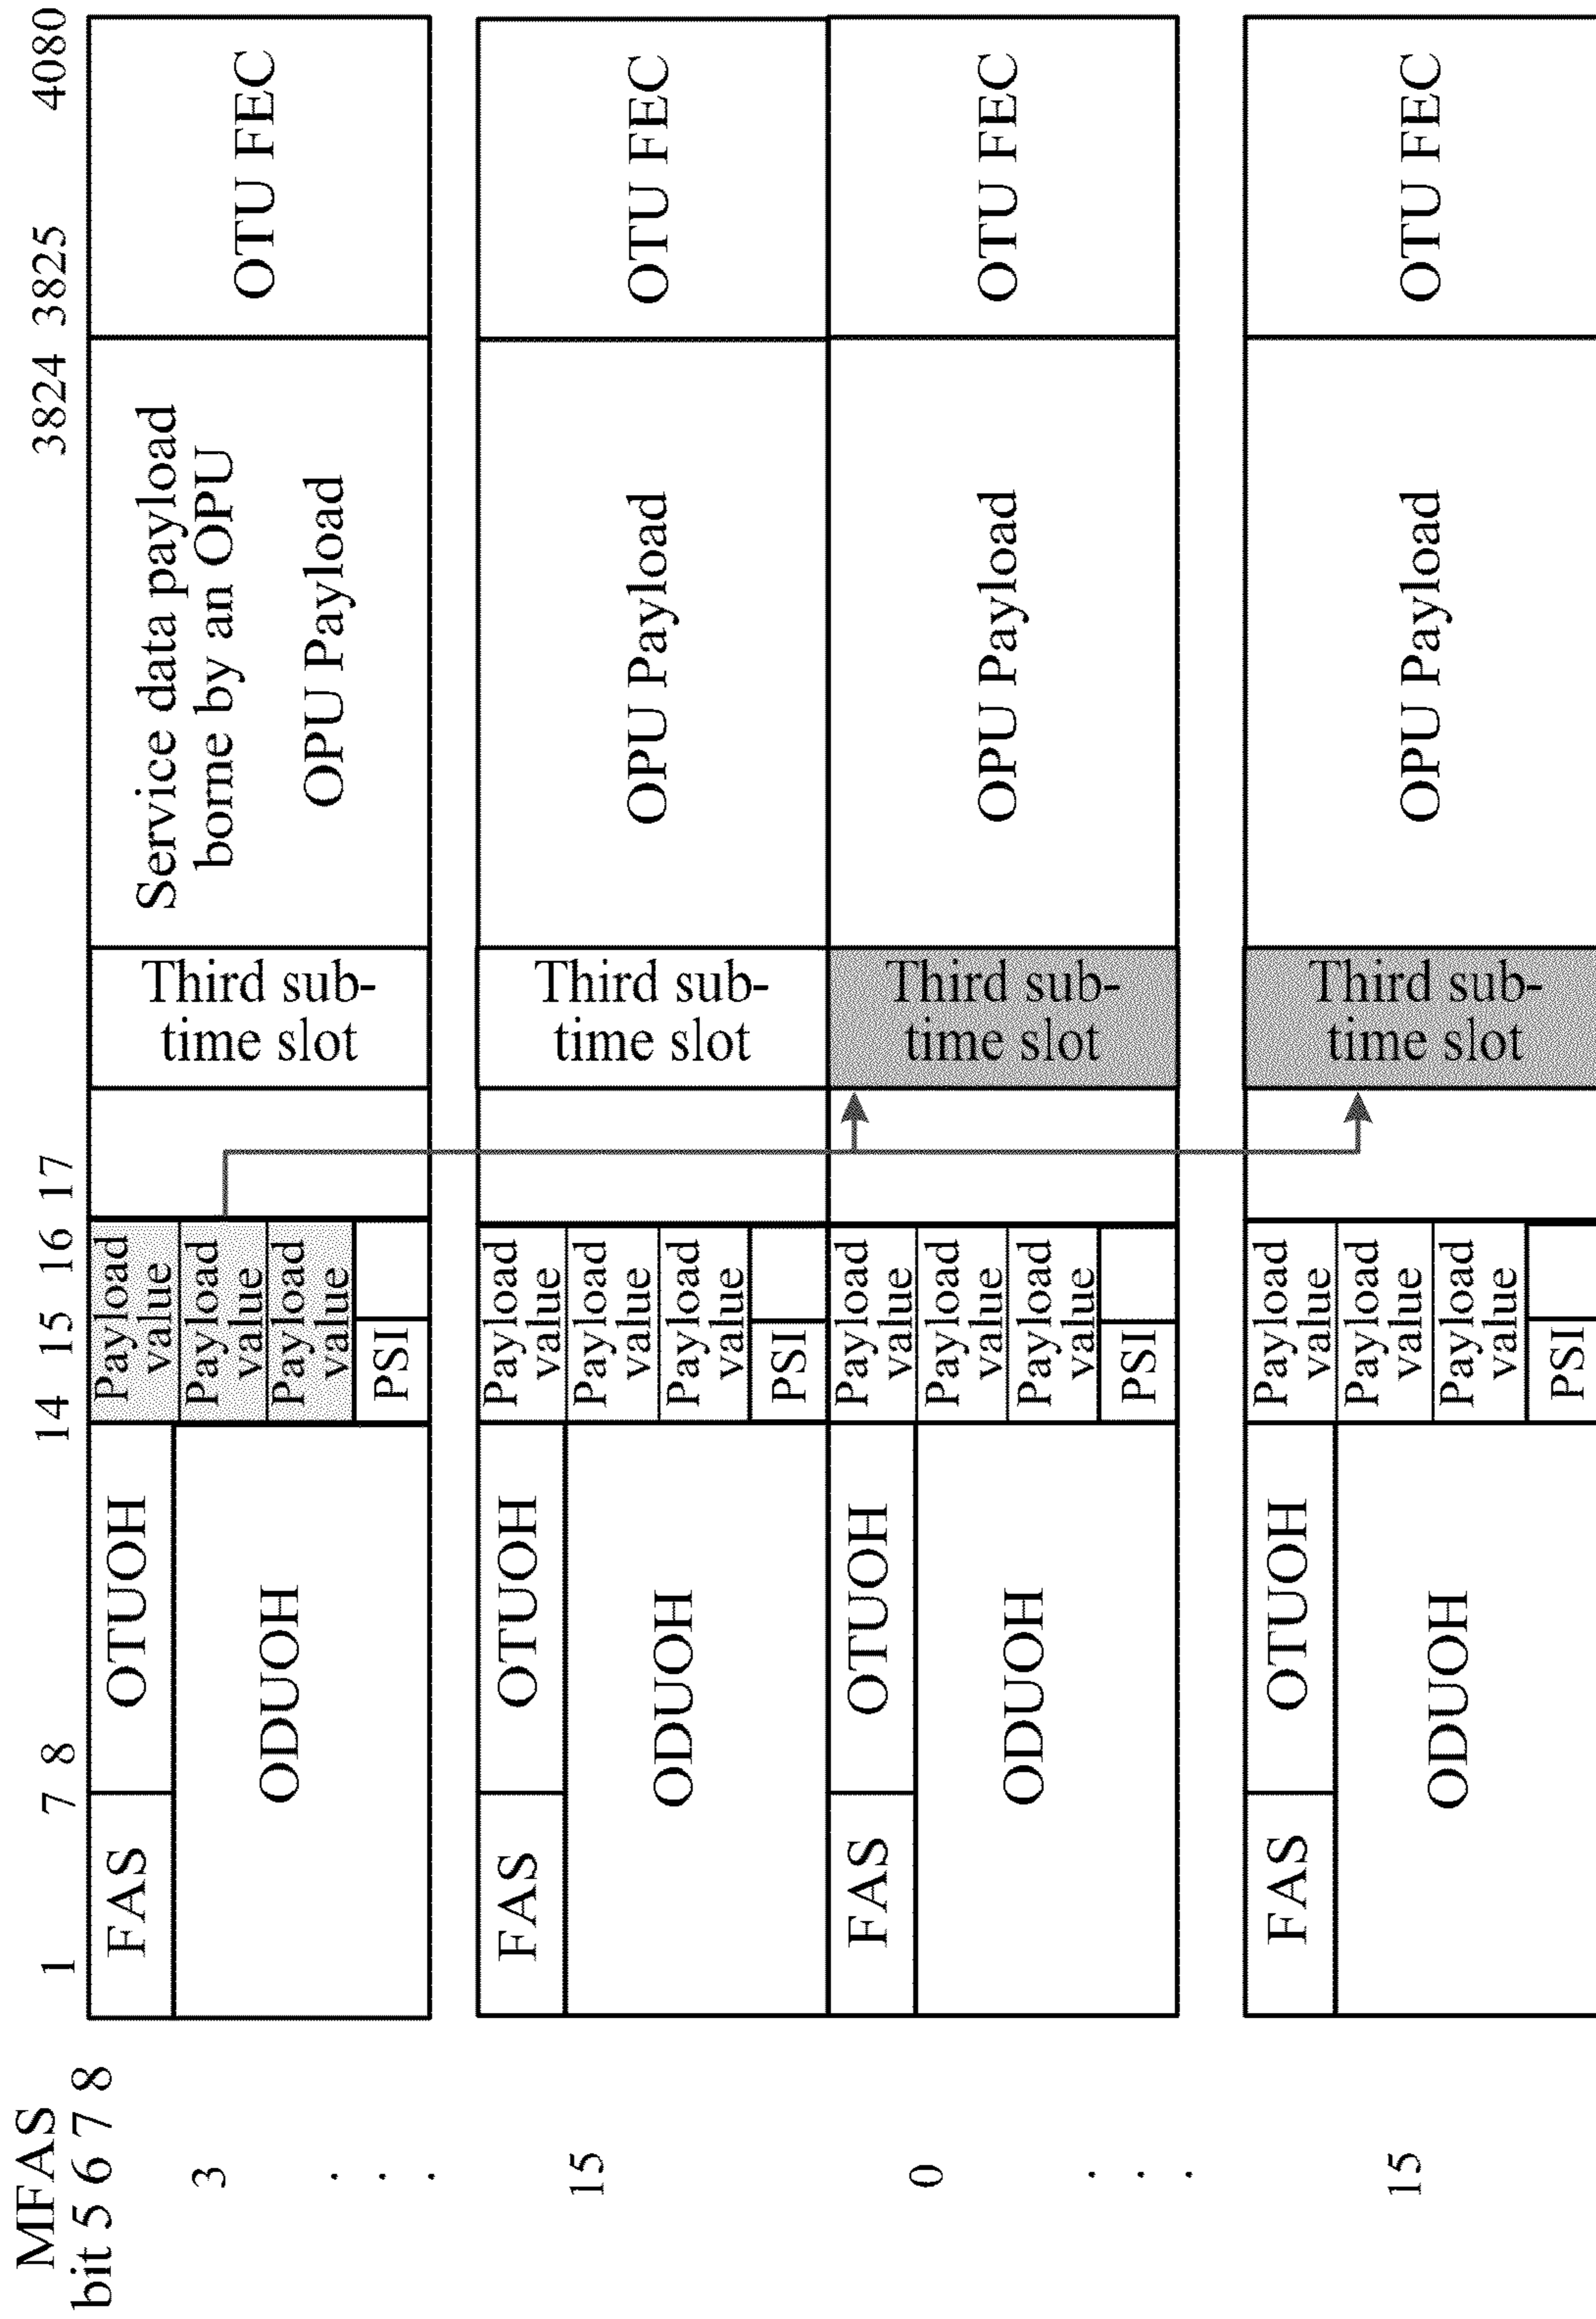 MFAS
bit 5 6 7 8
1 7 8 14 15 16 17 3824 3825 4080
3
FAS
OTUOH
ODUOH
Payload
value
Payload
value
Payload
value
PSI
Third sub-
time slot
Service data payload
borne by an OPU
OPU Payload
OTU FEC
.
.
.
15
FAS
OTUOH
ODUOH
Payload
value
Payload
value
Payload
value
PSI
Third sub-
time slot
OPU Payload
OTU FEC
0
FAS
OTUOH
ODUOH
Payload
value
Payload
value
Payload
value
PSI
Third sub-
time slot
OPU Payload
OTU FEC
.
.
.
15
FAS
OTUOH
ODUOH
Payload
value
Payload
value
Payload
value
PSI
Third sub-
time slot
OPU Payload
OTU FEC